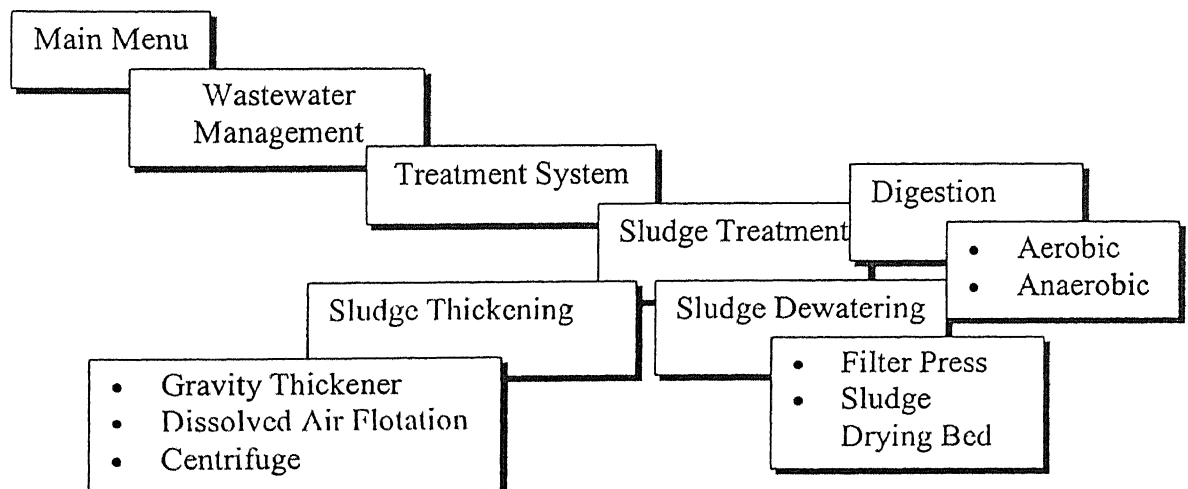 Main Menu
Wastewater
Management
Treatment System
Digestion
Sludge Treatment
• Aerobic
• Anaerobic
Sludge Thickening
Sludge Dewatering
• Gravity Thickener
• Dissolved Air Flotation
• Centrifuge
• Filter Press
• Sludge
Drying Bed